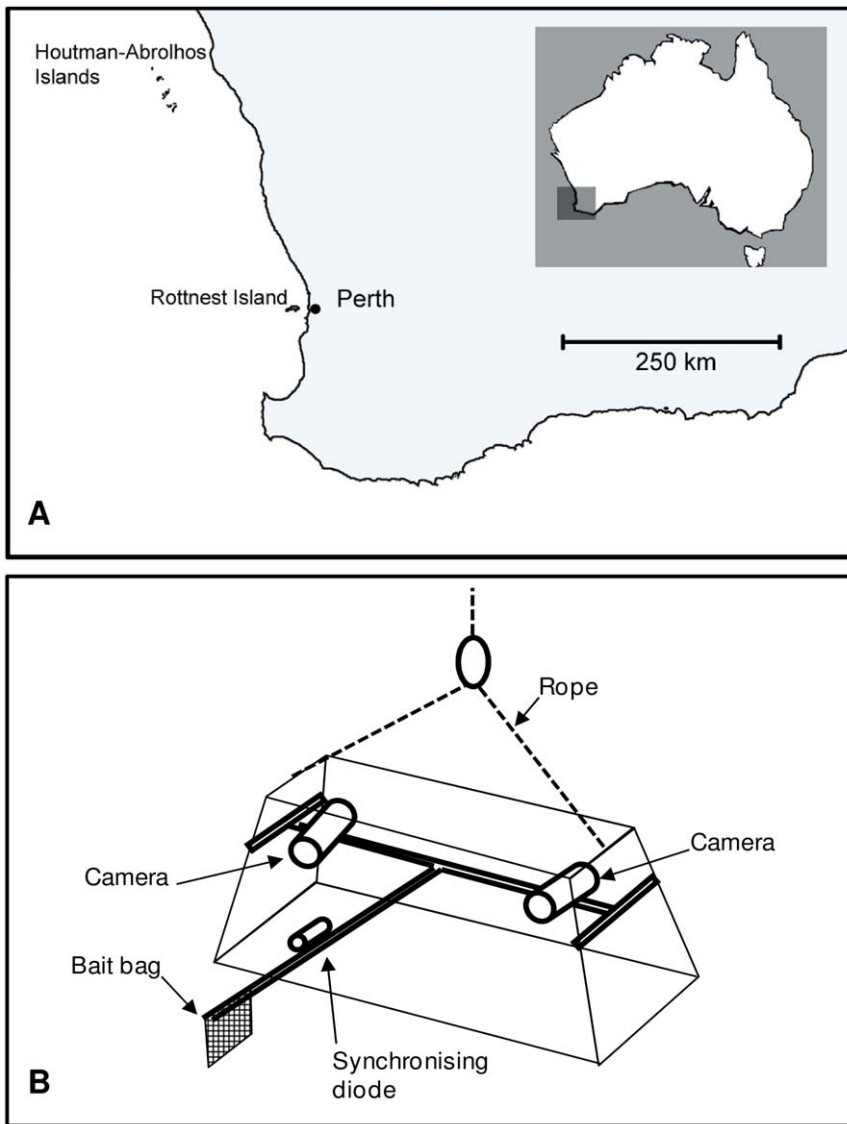 Houtman-Abrolhos
Islands
Rottnest Island
Perth
250 km
A
Rope
Camera
Camera
Bait bag
Synchronising
diode
B